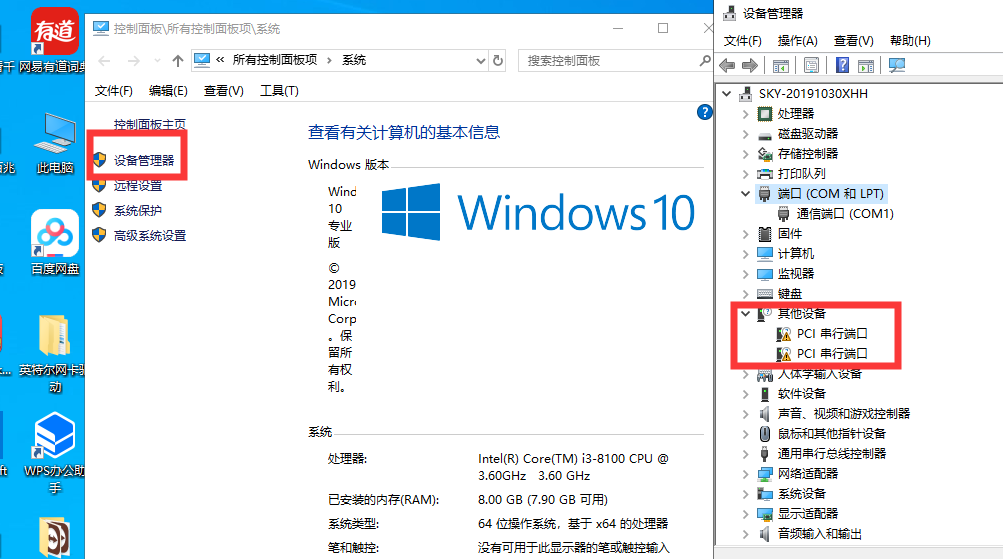 有道
网易有道词典
此电脑
百度网盘
英特尔网卡驱
动
WPS办公助
手
控制面板\所有控制面板项\系统
« 所有控制面板项 › 系统
搜索控制面板
文件(F) 编辑(E) 查看(V) 工具(T)
控制面板主页
设备管理器
远程设置
系统保护
高级系统设置
查看有关计算机的基本信息
Windows 版本
Wind
10
专业
版
©
2019
Micro
Corp
。保
留所
有权
利。
Windows 10
系统
处理器: Intel(R) Core(TM) i3-8100 CPU @
3.60GHz 3.60 GHz
已安装的内存(RAM): 8.00 GB (7.90 GB 可用)
系统类型: 64 位操作系统，基于 x64 的处理器
笔和触控: 没有可用于此显示器的笔或触控输入
设备管理器
文件(F) 操作(A) 查看(V) 帮助(H)
SKY-20191030XHH
处理器
磁盘驱动器
存储控制器
打印队列
端口 (COM 和 LPT)
通信端口 (COM1)
固件
计算机
监视器
键盘
其他设备
PCI 串行端口
PCI 串行端口
人体学输入设备
软件设备
声音、视频和游戏控制器
鼠标和其他指针设备
通用串行总线控制器
网络适配器
系统设备
显示适配器
音频输入和输出